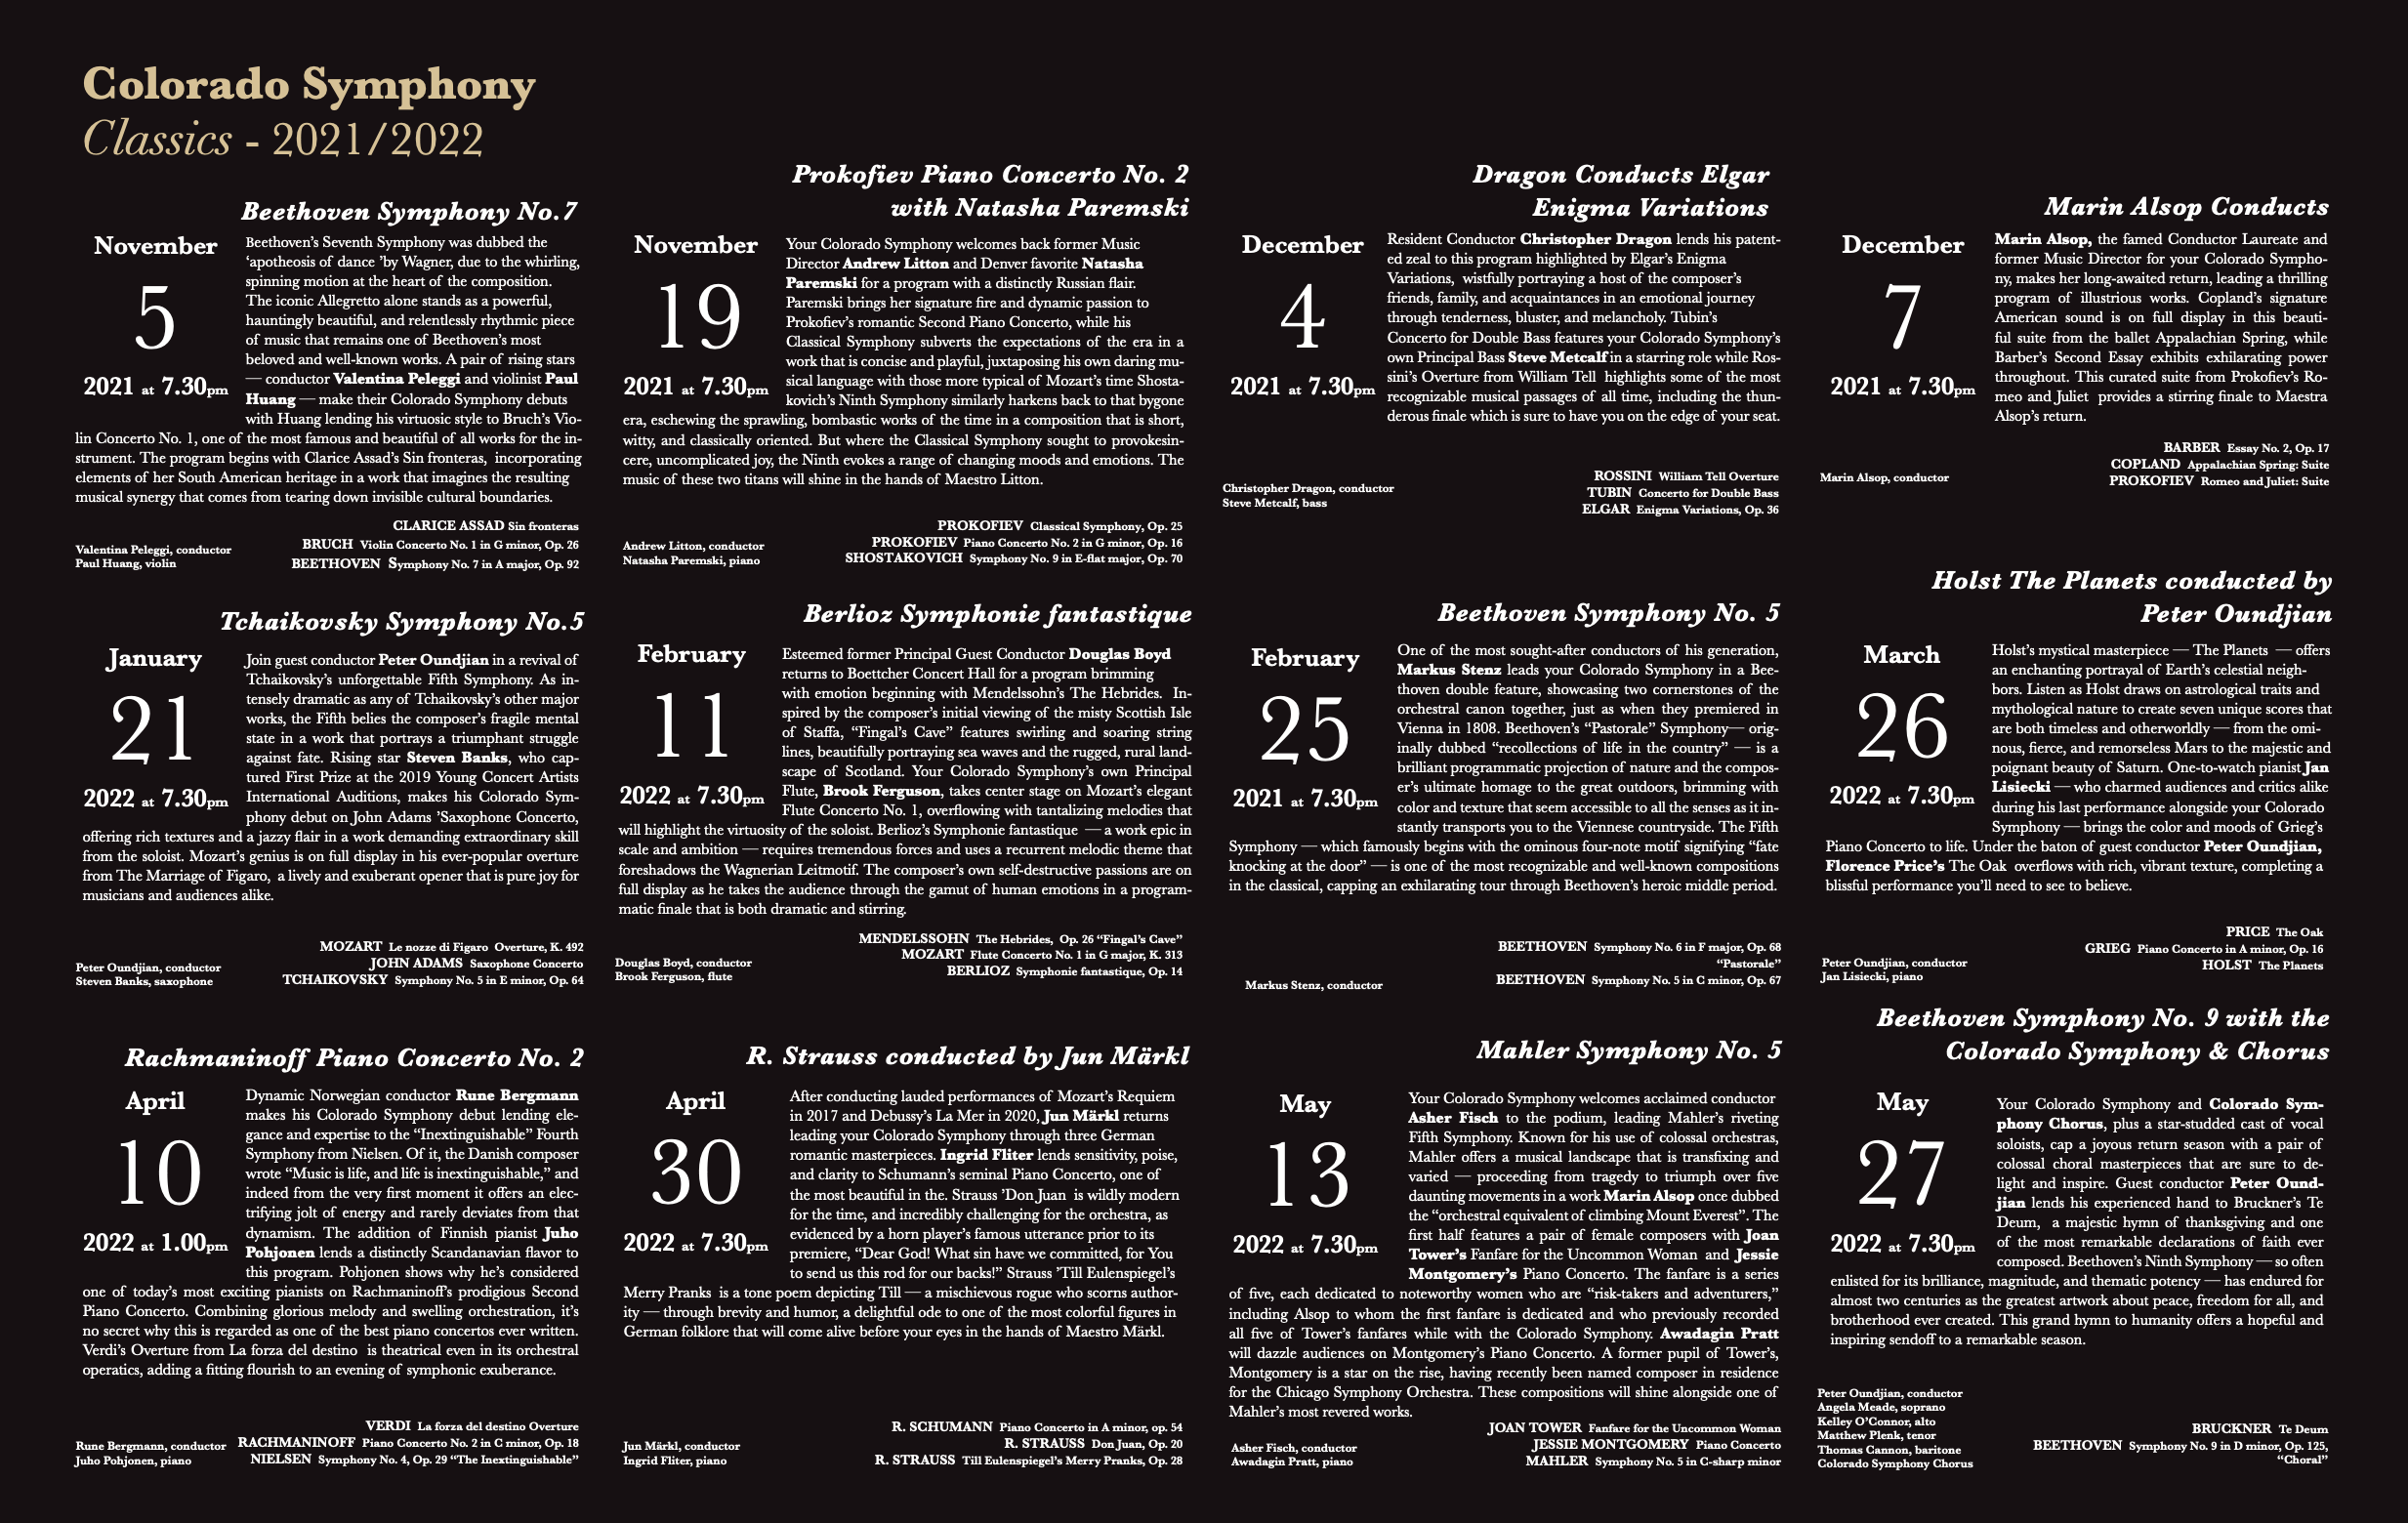 Colorado Symphony
Classics - 2021/2022
Beethoven Symphony No.7
November
5
2021 at 7.30pm
Beethoven’s Seventh Symphony was dubbed the
‘apotheosis of dance ’by Wagner, due to the whirling,
spinning motion at the heart of the composition.
The iconic Allegretto alone stands as a powerful,
hauntingly beautiful, and relentlessly rhythmic piece
of music that remains one of Beethoven’s most
beloved and well-known works. A pair of rising stars
— conductor Valentina Peleggi and violinist Paul
Huang — make their Colorado Symphony debuts
with Huang lending his virtuosic style to Bruch’s Vio-
lin Concerto No. 1, one of the most famous and beautiful of all works for the in-
strument. The program begins with Clarice Assad’s Sin fronteras, incorporating
elements of her South American heritage in a work that imagines the resulting
musical synergy that comes from tearing down invisible cultural boundaries.
Valentina Peleggi, conductor
Paul Huang, violin
CLARICE ASSAD Sin fronteras
BRUCH Violin Concerto No. 1 in G minor, Op. 26
BEETHOVEN Symphony No. 7 in A major, Op. 92
Prokofiev Piano Concerto No. 2
with Natasha Paremski
November
19
2021 at 7.30pm
Your Colorado Symphony welcomes back former Music
Director Andrew Litton and Denver favorite Natasha
Paremski for a program with a distinctly Russian flair.
Paremski brings her signature fire and dynamic passion to
Prokofiev’s romantic Second Piano Concerto, while his
Classical Symphony subverts the expectations of the era in a
work that is concise and playful, juxtaposing his own daring mu-
sical language with those more typical of Mozart’s time Shosta-
kovich’s Ninth Symphony similarly harkens back to that bygone
era, eschewing the sprawling, bombastic works of the time in a composition that is short,
witty, and classically oriented. But where the Classical Symphony sought to provokesin-
cere, uncomplicated joy, the Ninth evokes a range of changing moods and emotions. The
music of these two titans will shine in the hands of Maestro Litton.
Andrew Litton, conductor
Natasha Paremski, piano
PROKOFIEV Classical Symphony, Op. 25
PROKOFIEV Piano Concerto No. 2 in G minor, Op. 16
SHOSTAKOVICH Symphony No. 9 in E-flat major, Op. 70
Dragon Conducts Elgar
Enigma Variations
December
4
2021 at 7.30pm
Resident Conductor Christopher Dragon lends his patent-
ed zeal to this program highlighted by Elgar’s Enigma
Variations, wistfully portraying a host of the composer’s
friends, family, and acquaintances in an emotional journey
through tenderness, bluster, and melancholy. Tubin’s
Concerto for Double Bass features your Colorado Symphony’s
own Principal Bass Steve Metcalf in a starring role while Ros-
sini’s Overture from William Tell highlights some of the most
recognizable musical passages of all time, including the thun-
derous finale which is sure to have you on the edge of your seat.
Christopher Dragon, conductor
Steve Metcalf, bass
ROSSINI William Tell Overture
TUBIN Concerto for Double Bass
ELGAR Enigma Variations, Op. 36
Marin Alsop Conducts
December
7
2021 at 7.30pm
Marin Alsop, the famed Conductor Laureate and
former Music Director for your Colorado Sympho-
ny, makes her long-awaited return, leading a thrilling
program of illustrious works. Copland’s signature
American sound is on full display in this beauti-
ful suite from the ballet Appalachian Spring, while
Barber’s Second Essay exhibits exhilarating power
throughout. This curated suite from Prokofiev’s Ro-
meo and Juliet provides a stirring finale to Maestra
Alsop’s return.
Marin Alsop, conductor
BARBER Essay No. 2, Op. 17
COPLAND Appalachian Spring: Suite
PROKOFIEV Romeo and Juliet: Suite
Tchaikovsky Symphony No.5
January
21
2022 at 7.30pm
Join guest conductor Peter Oundjian in a revival of
Tchaikovsky’s unforgettable Fifth Symphony. As in-
tensely dramatic as any of Tchaikovsky’s other major
works, the Fifth belies the composer’s fragile mental
state in a work that portrays a triumphant struggle
against fate. Rising star Steven Banks, who cap-
tured First Prize at the 2019 Young Concert Artists
International Auditions, makes his Colorado Sym-
phony debut on John Adams ’Saxophone Concerto,
offering rich textures and a jazzy flair in a work demanding extraordinary skill
from the soloist. Mozart’s genius is on full display in his ever-popular overture
from The Marriage of Figaro, a lively and exuberant opener that is pure joy for
musicians and audiences alike.
Peter Oundjian, conductor
Steven Banks, saxophone
MOZART Le nozze di Figaro Overture, K. 492
JOHN ADAMS Saxophone Concerto
TCHAIKOVSKY Symphony No. 5 in E minor, Op. 64
Berlioz Symphonie fantastique
February
11
2022 at 7.30pm
Esteemed former Principal Guest Conductor Douglas Boyd
returns to Boettcher Concert Hall for a program brimming
with emotion beginning with Mendelssohn’s The Hebrides. In-
spired by the composer’s initial viewing of the misty Scottish Isle
of Staffa, “Fingal’s Cave” features swirling and soaring string
lines, beautifully portraying sea waves and the rugged, rural land-
scape of Scotland. Your Colorado Symphony’s own Principal
Flute, Brook Ferguson, takes center stage on Mozart’s elegant
Flute Concerto No. 1, overflowing with tantalizing melodies that
will highlight the virtuosity of the soloist. Berlioz’s Symphonie fantastique — a work epic in
scale and ambition — requires tremendous forces and uses a recurrent melodic theme that
foreshadows the Wagnerian Leitmotif. The composer’s own self-destructive passions are on
full display as he takes the audience through the gamut of human emotions in a program-
matic finale that is both dramatic and stirring.
Douglas Boyd, conductor
Brook Ferguson, flute
MENDELSSOHN The Hebrides, Op. 26 “Fingal’s Cave”
MOZART Flute Concerto No. 1 in G major, K. 313
BERLIOZ Symphonie fantastique, Op. 14
Beethoven Symphony No. 5
February
25
2021 at 7.30pm
One of the most sought-after conductors of his generation,
Markus Stenz leads your Colorado Symphony in a Bee-
thoven double feature, showcasing two cornerstones of the
orchestral canon together, just as when they premiered in
Vienna in 1808. Beethoven’s “Pastorale” Symphony— orig-
inally dubbed “recollections of life in the country” — is a
brilliant programmatic projection of nature and the compos-
er’s ultimate homage to the great outdoors, brimming with
color and texture that seem accessible to all the senses as it in-
stantly transports you to the Viennese countryside. The Fifth
Symphony — which famously begins with the ominous four-note motif signifying “fate
knocking at the door” — is one of the most recognizable and well-known compositions
in the classical, capping an exhilarating tour through Beethoven’s heroic middle period.
Markus Stenz, conductor
BEETHOVEN Symphony No. 6 in F major, Op. 68
“Pastorale”
BEETHOVEN Symphony No. 5 in C minor, Op. 67
Holst The Planets conducted by
Peter Oundjian
March
26
2022 at 7.30pm
Holst’s mystical masterpiece — The Planets — offers
an enchanting portrayal of Earth’s celestial neigh-
bors. Listen as Holst draws on astrological traits and
mythological nature to create seven unique scores that
are both timeless and otherworldly — from the omi-
nous, fierce, and remorseless Mars to the majestic and
poignant beauty of Saturn. One-to-watch pianist Jan
Lisiecki — who charmed audiences and critics alike
during his last performance alongside your Colorado
Symphony — brings the color and moods of Grieg’s
Piano Concerto to life. Under the baton of guest conductor Peter Oundjian,
Florence Price’s The Oak overflows with rich, vibrant texture, completing a
blissful performance you’ll need to see to believe.
Peter Oundjian, conductor
Jan Lisiecki, piano
PRICE The Oak
GRIEG Piano Concerto in A minor, Op. 16
HOLST The Planets
Rachmaninoff Piano Concerto No. 2
April
10
2022 at 1.00pm
Dynamic Norwegian conductor Rune Bergmann
makes his Colorado Symphony debut lending ele-
gance and expertise to the “Inextinguishable” Fourth
Symphony from Nielsen. Of it, the Danish composer
wrote “Music is life, and life is inextinguishable,” and
indeed from the very first moment it offers an elec-
trifying jolt of energy and rarely deviates from that
dynamism. The addition of Finnish pianist Juho
Pohjonen lends a distinctly Scandanavian flavor to
this program. Pohjonen shows why he’s considered
one of today’s most exciting pianists on Rachmaninoff’s prodigious Second
Piano Concerto. Combining glorious melody and swelling orchestration, it’s
no secret why this is regarded as one of the best piano concertos ever written.
Verdi’s Overture from La forza del destino is theatrical even in its orchestral
operatics, adding a fitting flourish to an evening of symphonic exuberance.
Rune Bergmann, conductor
Juho Pohjonen, piano
VERDI La forza del destino Overture
RACHMANINOFF Piano Concerto No. 2 in C minor, Op. 18
NIELSEN Symphony No. 4, Op. 29 “The Inextinguishable”
R. Strauss conducted by Jun Märkl
April
30
2022 at 7.30pm
After conducting lauded performances of Mozart’s Requiem
in 2017 and Debussy’s La Mer in 2020, Jun Märkl returns
leading your Colorado Symphony through three German
romantic masterpieces. Ingrid Fliter lends sensitivity, poise,
and clarity to Schumann’s seminal Piano Concerto, one of
the most beautiful in the. Strauss ’Don Juan is wildly modern
for the time, and incredibly challenging for the orchestra, as
evidenced by a horn player’s famous utterance prior to its
premiere, “Dear God! What sin have we committed, for You
to send us this rod for our backs!” Strauss ’Till Eulenspiegel’s
Merry Pranks is a tone poem depicting Till — a mischievous rogue who scorns author-
ity — through brevity and humor, a delightful ode to one of the most colorful figures in
German folklore that will come alive before your eyes in the hands of Maestro Märkl.
Jun Märkl, conductor
Ingrid Fliter, piano
R. SCHUMANN Piano Concerto in A minor, op. 54
R. STRAUSS Don Juan, Op. 20
R. STRAUSS Till Eulenspiegel’s Merry Pranks, Op. 28
Mahler Symphony No. 5
May
13
2022 at 7.30pm
Your Colorado Symphony welcomes acclaimed conductor
Asher Fisch to the podium, leading Mahler’s riveting
Fifth Symphony. Known for his use of colossal orchestras,
Mahler offers a musical landscape that is transfixing and
varied — proceeding from tragedy to triumph over five
daunting movements in a work Marin Alsop once dubbed
the “orchestral equivalent of climbing Mount Everest”. The
first half features a pair of female composers with Joan
Tower’s Fanfare for the Uncommon Woman and Jessie
Montgomery’s Piano Concerto. The fanfare is a series
of five, each dedicated to noteworthy women who are “risk-takers and adventurers,”
including Alsop to whom the first fanfare is dedicated and who previously recorded
all five of Tower’s fanfares while with the Colorado Symphony. Awadagin Pratt
will dazzle audiences on Montgomery’s Piano Concerto. A former pupil of Tower’s,
Montgomery is a star on the rise, having recently been named composer in residence
for the Chicago Symphony Orchestra. These compositions will shine alongside one of
Mahler’s most revered works.
Asher Fisch, conductor
Awadagin Pratt, piano
JOAN TOWER Fanfare for the Uncommon Woman
JESSIE MONTGOMERY Piano Concerto
MAHLER Symphony No. 5 in C-sharp minor
Beethoven Symphony No. 9 with the
Colorado Symphony & Chorus
May
27
2022 at 7.30pm
Your Colorado Symphony and Colorado Sym-
phony Chorus, plus a star-studded cast of vocal
soloists, cap a joyous return season with a pair of
colossal choral masterpieces that are sure to de-
light and inspire. Guest conductor Peter Ound-
jian lends his experienced hand to Bruckner’s Te
Deum, a majestic hymn of thanksgiving and one
of the most remarkable declarations of faith ever
composed. Beethoven’s Ninth Symphony — so often
enlisted for its brilliance, magnitude, and thematic potency — has endured for
almost two centuries as the greatest artwork about peace, freedom for all, and
brotherhood ever created. This grand hymn to humanity offers a hopeful and
inspiring sendoff to a remarkable season.
Peter Oundjian, conductor
Angela Meade, soprano
Kelley O’Connor, alto
Matthew Plenk, tenor
Thomas Cannon, baritone
Colorado Symphony Chorus
BRUCKNER Te Deum
BEETHOVEN Symphony No. 9 in D minor, Op. 125,
“Choral”